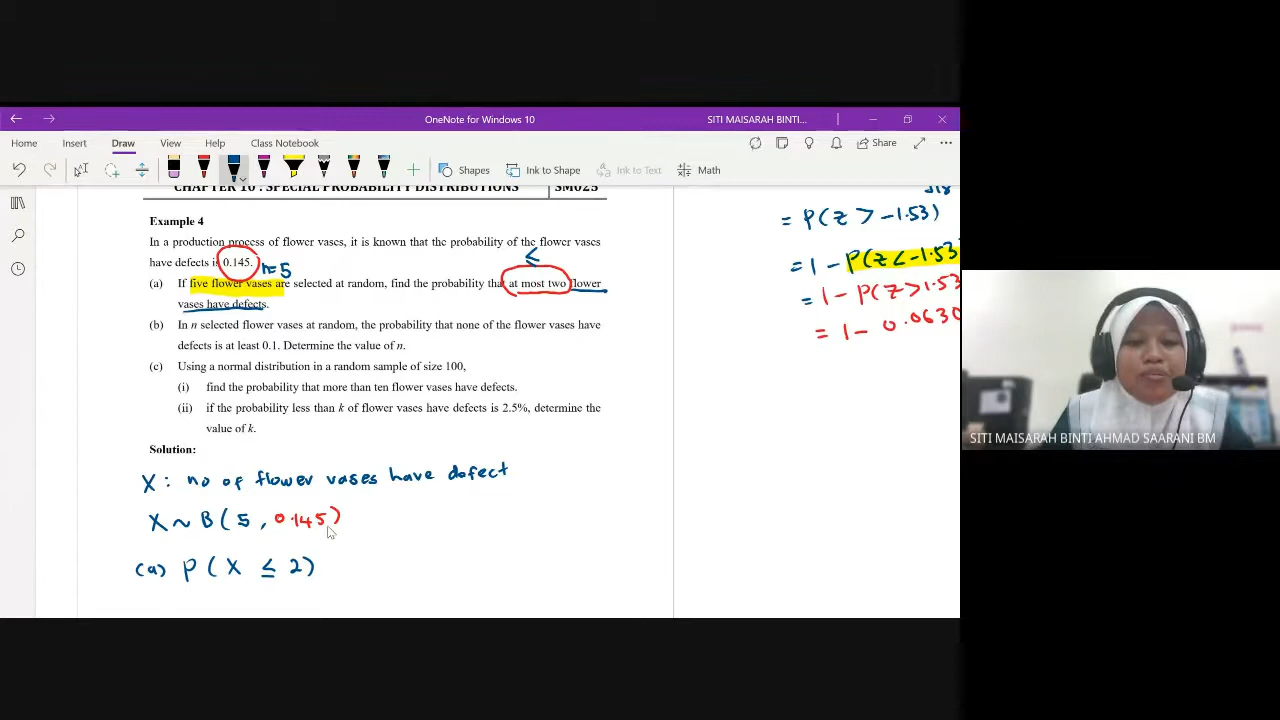 OneNote for Windows 10
SITI MAISARAH BINTI...
Home Insert Draw View Help Class Notebook
Share
Shapes Ink to Shape Ink to Text Math
CHAPTER 10 : SPECIAL PROBABILITY DISTRIBUTIONS SM025
Example 4
In a production process of flower vases, it is known that the probability of the flower vases
have defects is 0.145.
n=5
≤
(a) If five flower vases are selected at random, find the probability that at most two flower
vases have defects.
(b) In n selected flower vases at random, the probability that none of the flower vases have
defects is at least 0.1. Determine the value of n.
(c) Using a normal distribution in a random sample of size 100,
(i) find the probability that more than ten flower vases have defects.
(ii) if the probability less than k of flower vases have defects is 2.5%, determine the
value of k.
Solution:
X: no of flower vases have defect
X ~ B(5, 0.145)
(a) P(X ≤ 2)
= P(Z > -1.53)
= 1 - P(Z < -1.53
= 1 - P(Z > 1.53
= 1 - 0.0630
SITI MAISARAH BINTI AHMAD SAARANI BM